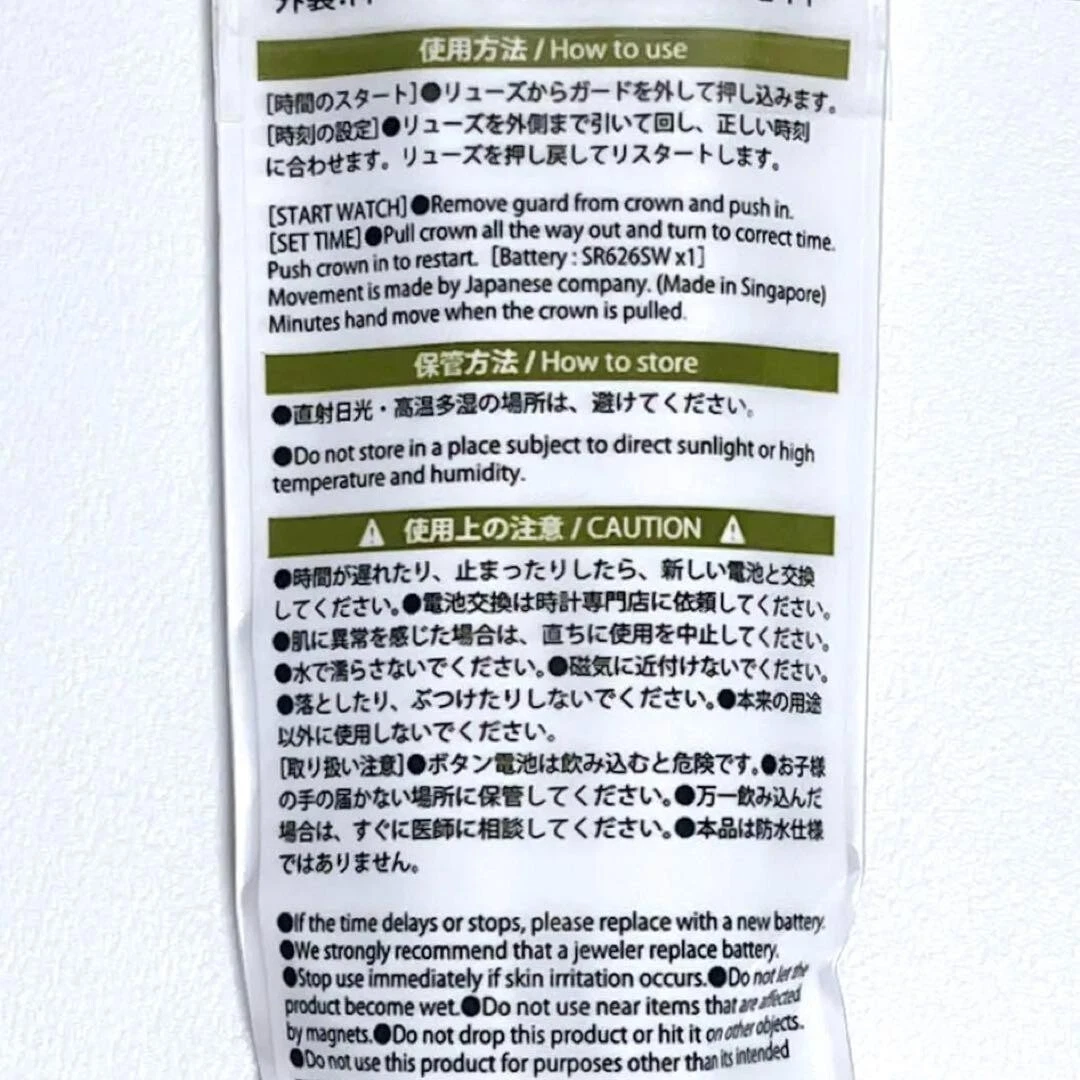 使用方法 / How to use
[時間のスタート]●リューズからガードを外して押し込みます。
[時刻の設定]●リューズを外側まで引いて回し、正しい時刻
に合わせます。リューズを押し戻してリスタートします。
[START WATCH]●Remove guard from crown and push in.
[SET TIME]●Pull crown all the way out and turn to correct time.
Push crown in to restart. [Battery : SR626SW x1]
Movement is made by Japanese company. (Made in Singapore)
Minutes hand move when the crown is pulled.
保管方法 / How to store
●直射日光・高温多湿の場所は、避けてください。
●Do not store in a place subject to direct sunlight or high
temperature and humidity.
⚠ 使用上の注意 / CAUTION ⚠
●時間が遅れたり、止まったりしたら、新しい電池と交換
してください。●電池交換は時計専門店に依頼してください。
●肌に異常を感じた場合は、直ちに使用を中止してください。
●水で濡らさないでください。●磁気に近付けないでください。
●落としたり、ぶつけたりしないでください。●本来の用途
以外に使用しないでください。
[取り扱い注意]●ボタン電池は飲み込むと危険です。●お子様
の手の届かない場所に保管してください。●万一飲み込んだ
場合は、すぐに医師に相談してください。●本品は防水仕様
ではありません。
●If the time delays or stops, please replace with a new battery.
●We strongly recommend that a jeweler replace battery.
●Stop use immediately if skin irritation occurs.●Do not let the
product become wet.●Do not use near items that are affected
by magnets.●Do not drop this product or hit it on other objects.
●Do not use this product for purposes other than its intended